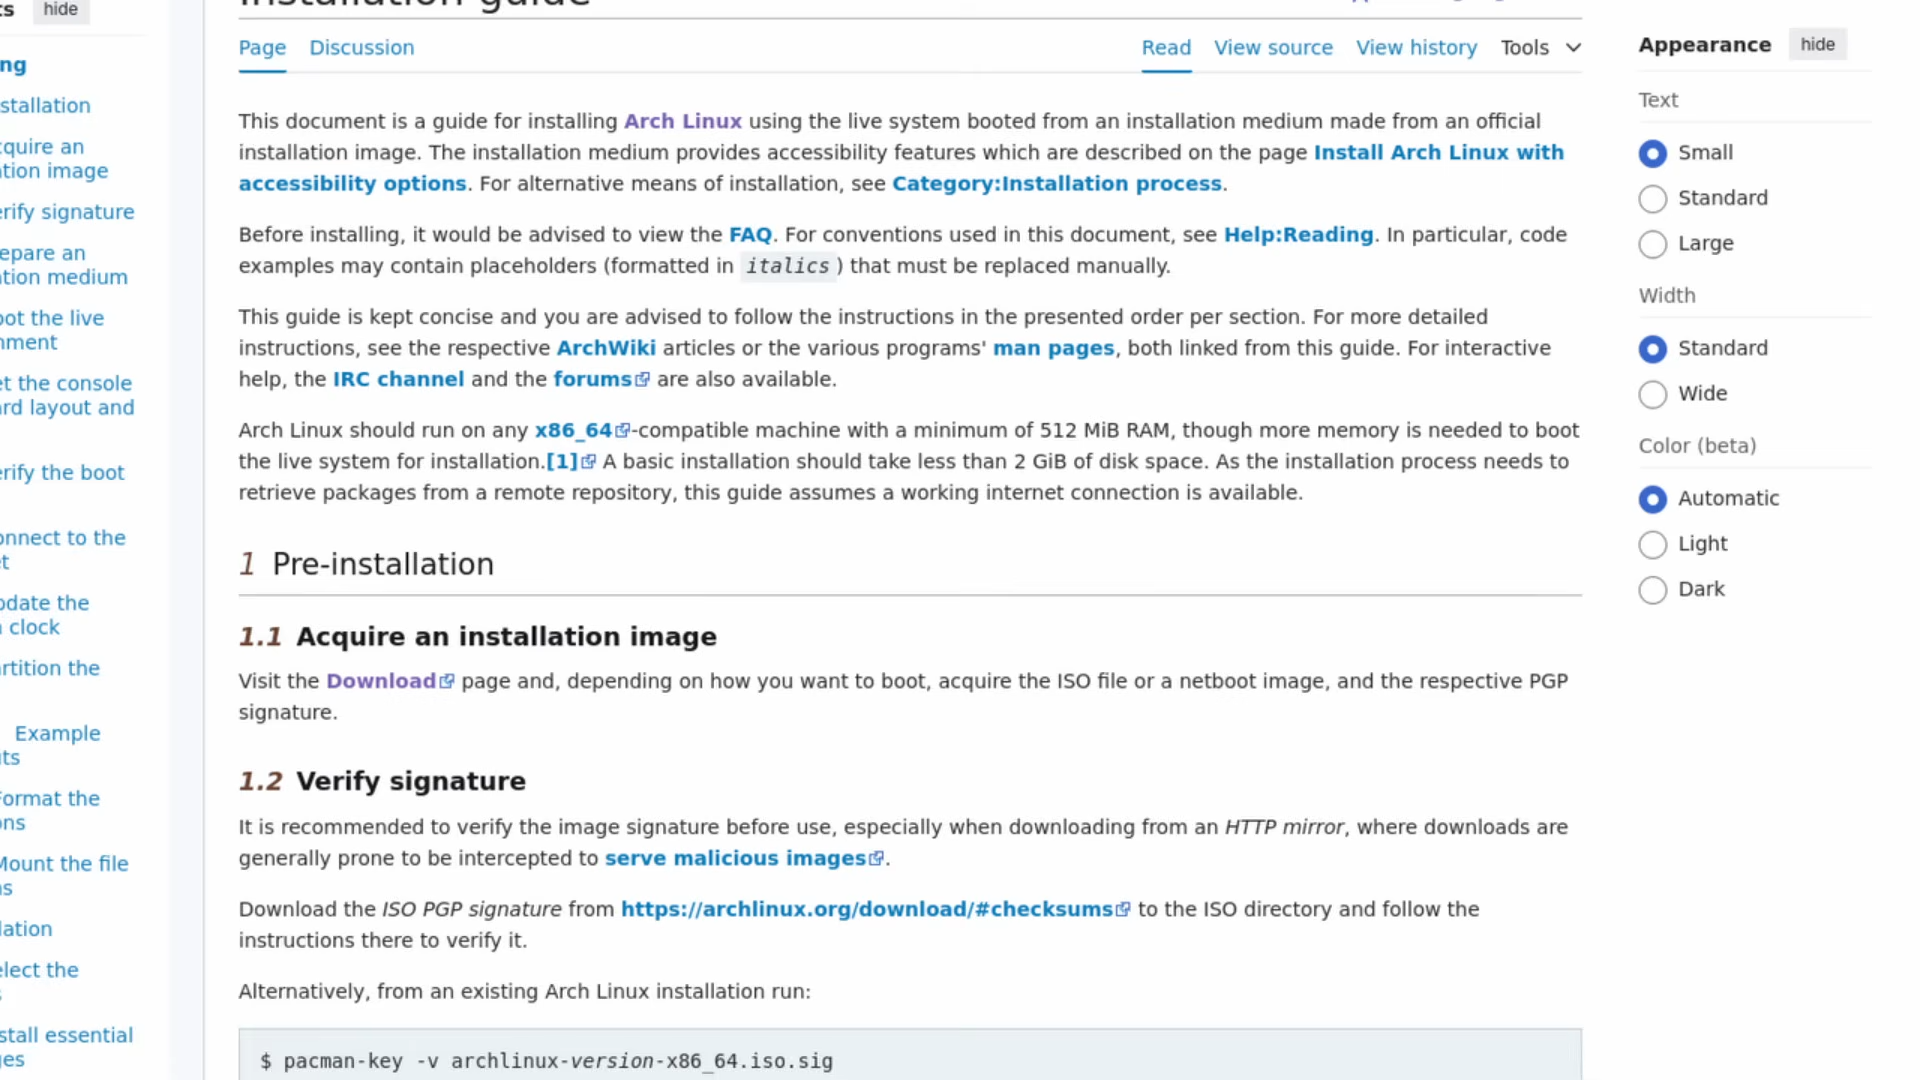 hide
Installation guide
Page Discussion Read View source View history Tools
This document is a guide for installing Arch Linux using the live system booted from an installation medium made from an official
installation image. The installation medium provides accessibility features which are described on the page Install Arch Linux with
accessibility options. For alternative means of installation, see Category:Installation process.
Before installing, it would be advised to view the FAQ. For conventions used in this document, see Help:Reading. In particular, code
examples may contain placeholders (formatted in italics) that must be replaced manually.
This guide is kept concise and you are advised to follow the instructions in the presented order per section. For more detailed
instructions, see the respective ArchWiki articles or the various programs' man pages, both linked from this guide. For interactive
help, the IRC channel and the forums are also available.
Arch Linux should run on any x86_64-compatible machine with a minimum of 512 MiB RAM, though more memory is needed to boot
the live system for installation.[1] A basic installation should take less than 2 GiB of disk space. As the installation process needs to
retrieve packages from a remote repository, this guide assumes a working internet connection is available.
1 Pre-installation
1.1 Acquire an installation image
Visit the Download page and, depending on how you want to boot, acquire the ISO file or a netboot image, and the respective PGP
signature.
1.2 Verify signature
It is recommended to verify the image signature before use, especially when downloading from an HTTP mirror, where downloads are
generally prone to be intercepted to serve malicious images.
Download the ISO PGP signature from https://archlinux.org/download/#checksums to the ISO directory and follow the
instructions there to verify it.
Alternatively, from an existing Arch Linux installation run:
$ pacman-key -v archlinux-version-x86_64.iso.sig
ts
ng
stallation
cquire an
tion image
erify signature
epare an
tion medium
oot the live
nment
et the console
rd layout and
erify the boot
onnect to the
et
pdate the
clock
rtition the
Example
uts
Format the
ons
Mount the file
ns
lation
elect the
s
stall essential
ges
Appearance hide
Text
Small
Standard
Large
Width
Standard
Wide
Color (beta)
Automatic
Light
Dark